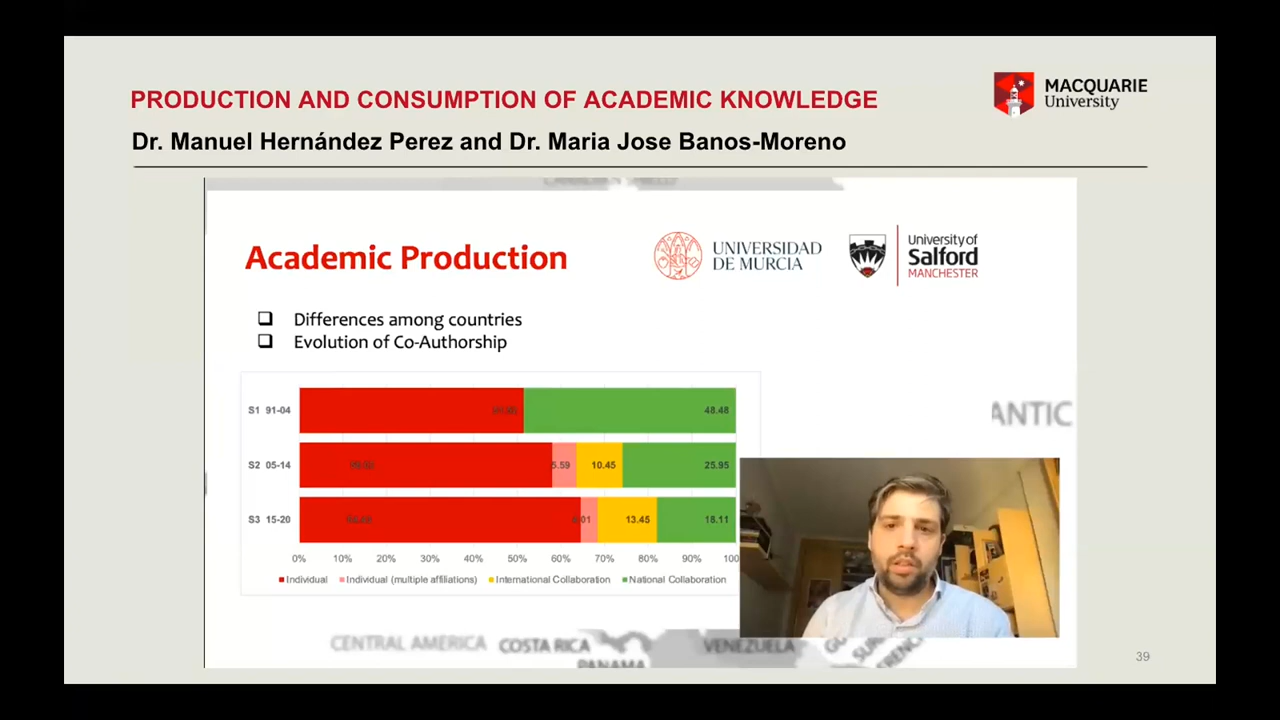 PRODUCTION AND CONSUMPTION OF ACADEMIC KNOWLEDGE
Dr. Manuel Hernández Perez and Dr. Maria Jose Banos-Moreno
MACQUARIE
University
Academic Production
UNIVERSIDAD
DE MURCIA
University of
Salford
MANCHESTER
Differences among countries
Evolution of Co-Authorship
S1 91-04
48.48
S2 05-14
5.59
10.45
25.95
S3 15-20
13.45
18.11
0% 10% 20% 30% 40% 50% 60% 70% 80% 90% 100
Individual Individual (multiple affiliations) International Collaboration National Collaboration
ANTIC
CENTRAL AMERICA
COSTA RICA
PANAMA
VENEZUELA
39